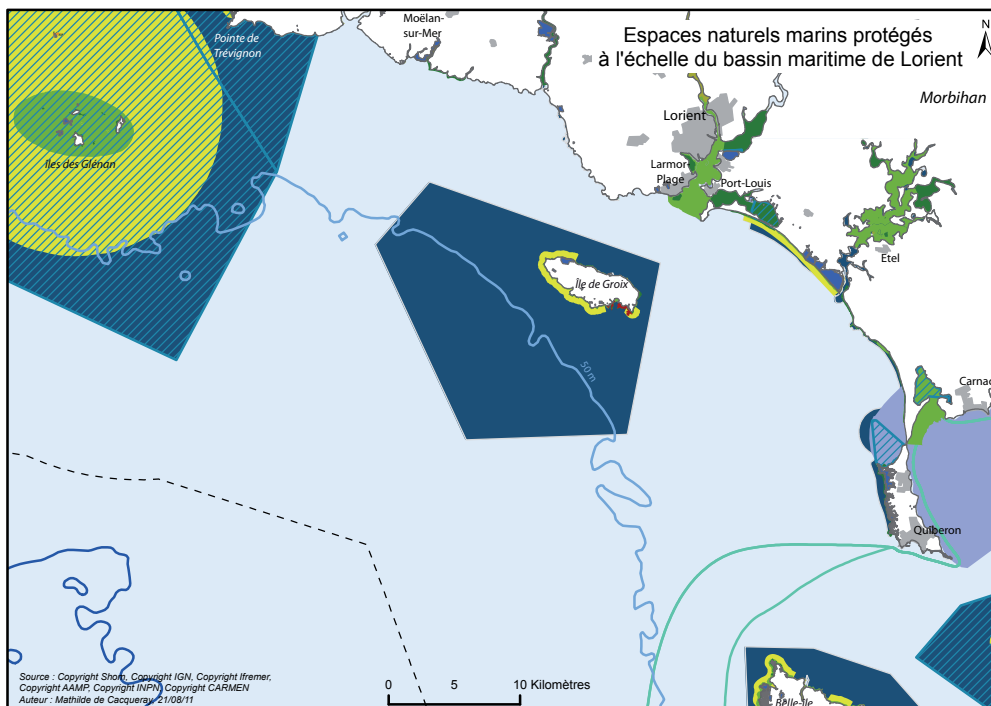 Espaces naturels marins protégés
à l'échelle du bassin maritime de Lorient
N
Moëlan-
sur-Mer
Pointe de
Trévignon
Morbihan
Lorient
Iles des Glénan
Larmor-
Plage
Port-Louis
Etel
Île de Groix
50 m
Carnac
Quiberon
Source : Copyright Shom, Copyright IGN, Copyright Ifremer,
Copyright AAMP, Copyright INPN, Copyright CARMEN
Auteur : Mathilde de Cacqueray, 21/08/11
0 5 10 Kilomètres
Belle-Ile